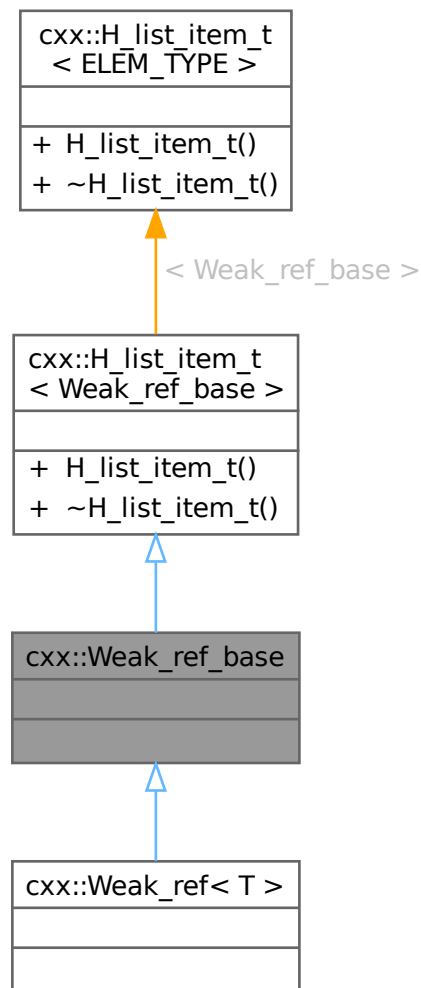 cxx::H_list_item_t
< ELEM_TYPE >
+ H_list_item_t()
+ ~H_list_item_t()
< Weak_ref_base >
cxx::H_list_item_t
< Weak_ref_base >
+ H_list_item_t()
+ ~H_list_item_t()
cxx::Weak_ref_base
cxx::Weak_ref< T >